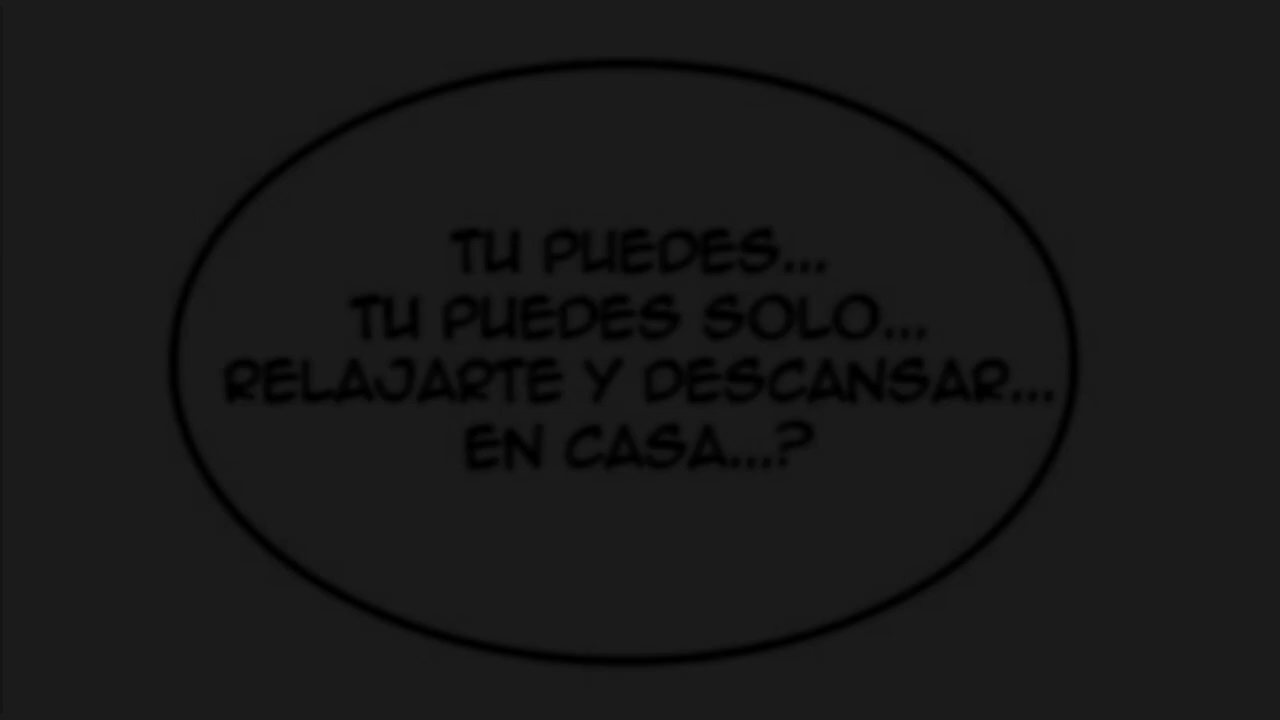 TU PUEDES...
TU PUEDES SOLO...
RELAJARTE Y DESCANSAR...
EN CASA...?